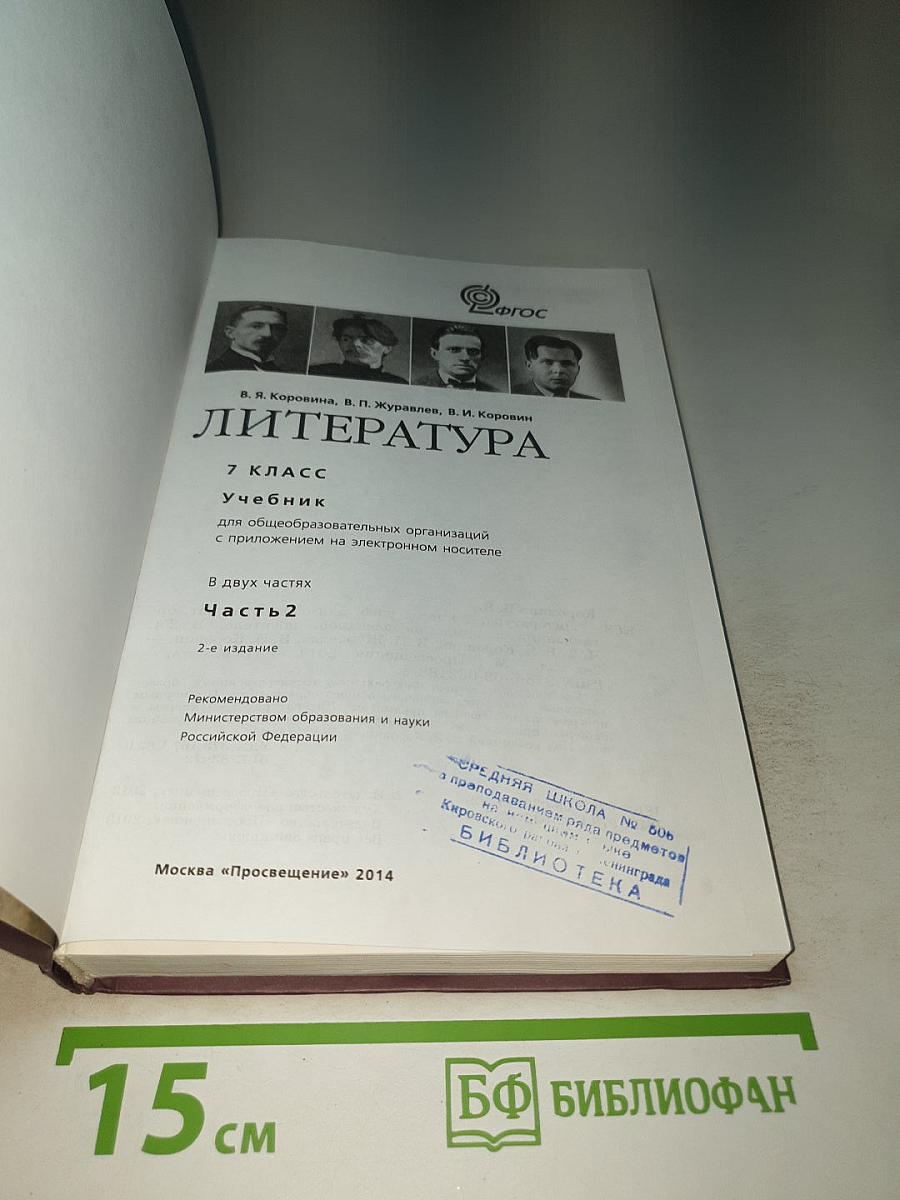 ФГОС
В. Я. Коровина, В. П. Журавлев, В. И. Коровин
ЛИТЕРАТУРА
7 КЛАСС
Учебник
для общеобразовательных организаций
с приложением на электронном носителе
В двух частях
Часть 2
2-е издание
Рекомендовано
Министерством образования и науки
Российской Федерации
СРЕДНЯЯ ШКОЛА № 506
с преподаванием ряда предметов
на
Кировского
БИБЛИОТЕКА
Москва «Просвещение» 2014
15 см
БФ БИБЛИОФАН